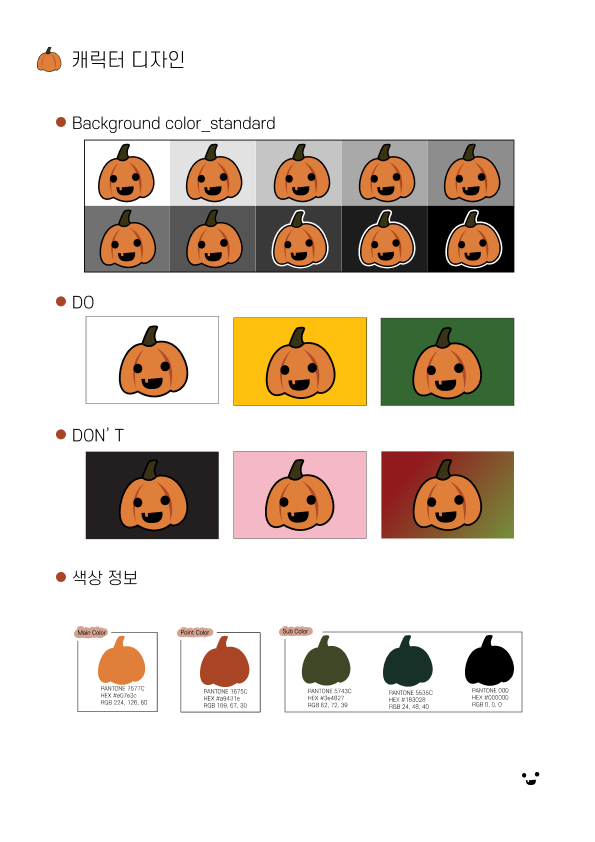 캐릭터 디자인
Background color_standard
DO
DON' T
색상 정보
Main Color
PANTONE 7577C
HEX #e07e3c
RGB 224, 126, 60
Point Color
PANTONE 1675C
HEX #a9431e
RGB 169, 67, 30
Sub Color
PANTONE 5743C
HEX #3e4827
RGB 62, 72, 39
PANTONE 5535C
HEX #183028
RGB 24, 48, 40
PANTONE 000
HEX #000000
RGB 0, 0, 0